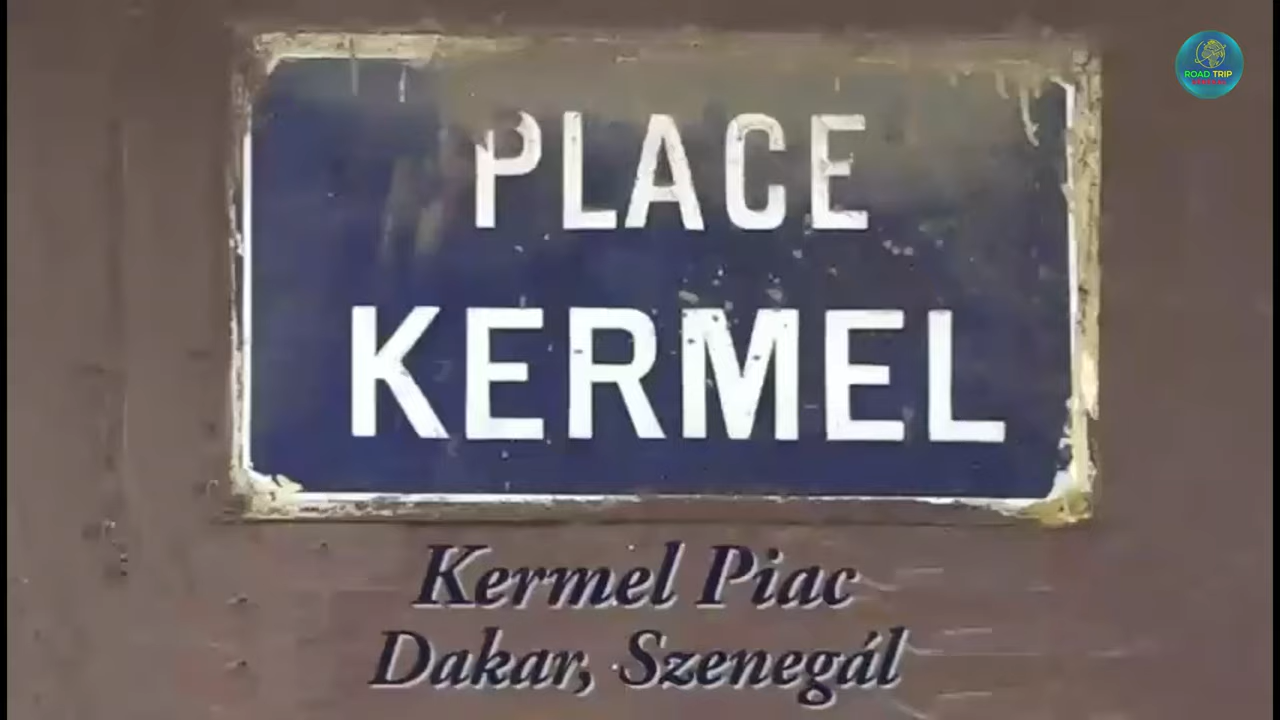 PLACE
KERMEL
Kermel Piac
Dakar, Szenegál
ROAD TRIP